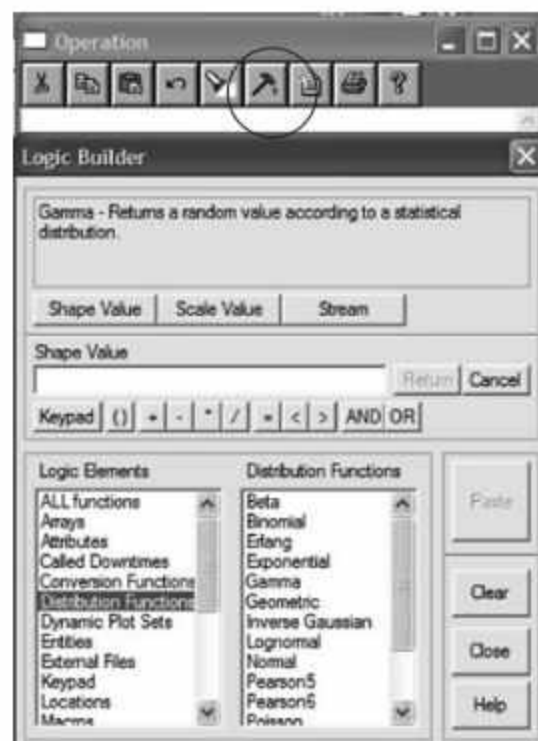 Operation
?
Logic Builder
Gamma - Returns a random value according to a statistical
distribution.
Shape Value Scale Value Stream
Shape Value
Return Cancel
Keypad () + - * / = < > AND OR
Logic Elements
ALL functions
Arrays
Attributes
Called Downtimes
Conversion Functions
Distribution Functions
Dynamic Plot Sets
Entities
External Files
Keypad
Locations
Macros
Distribution Functions
Beta
Binomial
Erlang
Exponential
Gamma
Geometric
Inverse Gaussian
Lognormal
Normal
Pearson5
Pearson6
Poisson
Paste
Clear
Close
Help